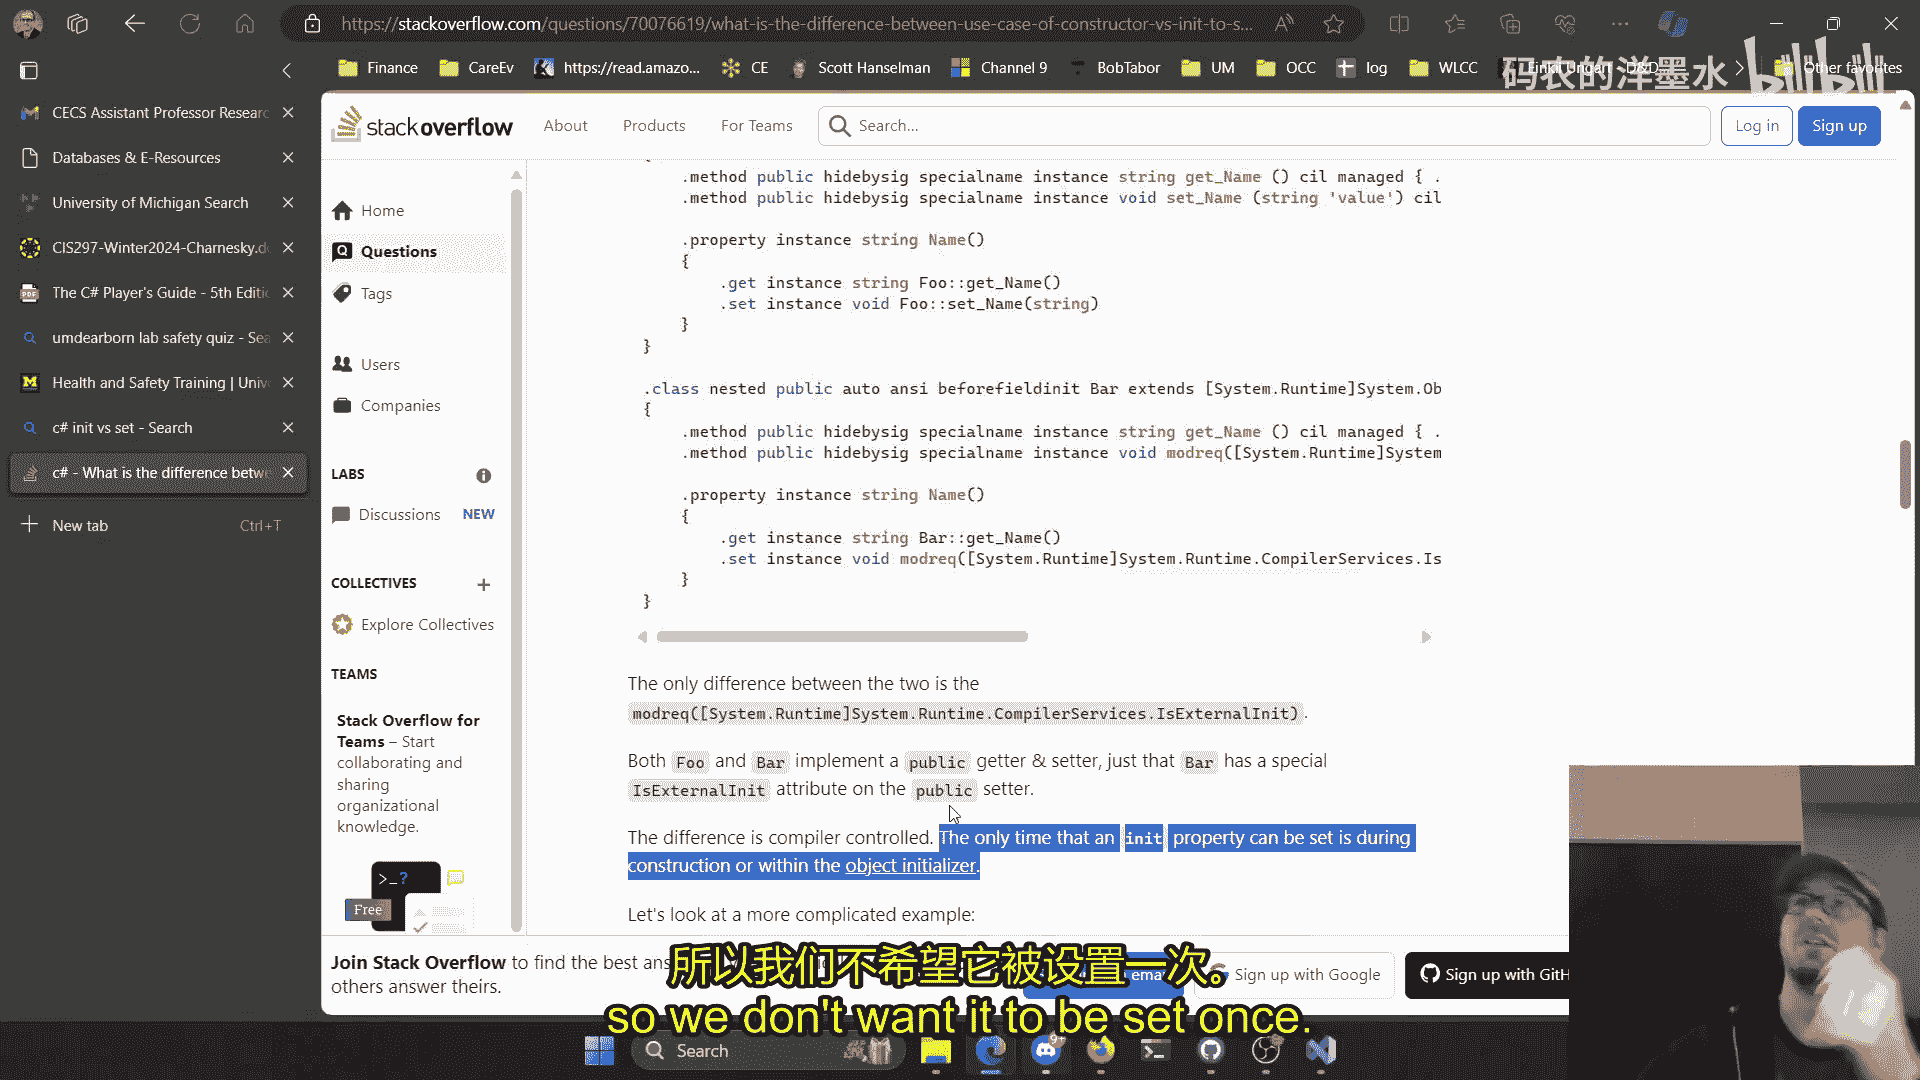 https://stackoverflow.com/questions/70076619/what-is-the-difference-between-use-case-of-constructor-vs-init-to-s...
Finance
CareEv
https://read.amazo...
CE
Scott Hanselman
Channel 9
BobTabor
UM
OCC
log
WLCC
D&D
Other favorites
码农的洋墨水
bilibili
CECS Assistant Professor Researc
Databases & E-Resources
University of Michigan Search
CIS297-Winter2024-Charnesky.do
The C# Player's Guide - 5th Editio
umdearborn lab safety quiz - Sea
Health and Safety Training | Unive
c# init vs set - Search
c# - What is the difference betwe
New tab
Ctrl+T
stackoverflow
About
Products
For Teams
Search...
Log in
Sign up
Home
Questions
Tags
Users
Companies
LABS
Discussions
NEW
COLLECTIVES
Explore Collectives
TEAMS
Stack Overflow for
Teams – Start
collaborating and
sharing
organizational
knowledge.
>_?
Free
{
.method public hidebysig specialname instance string get_Name () cil managed { .
.method public hidebysig specialname instance void set_Name (string 'value') cil
.property instance string Name()
{
.get instance string Foo::get_Name()
.set instance void Foo::set_Name(string)
}
}
.class nested public auto ansi beforefieldinit Bar extends [System.Runtime]System.Ob
{
.method public hidebysig specialname instance string get_Name () cil managed { .
.method public hidebysig specialname instance void modreq([System.Runtime]System
.property instance string Name()
{
.get instance string Bar::get_Name()
.set instance void modreq([System.Runtime]System.Runtime.CompilerServices.Is
}
}
The only difference between the two is the
modreq([System.Runtime]System.Runtime.CompilerServices.IsExternalInit).
Both Foo and Bar implement a public getter & setter, just that Bar has a special
IsExternalInit attribute on the public setter.
The difference is compiler controlled. The only time that an init property can be set is during
construction or within the object initializer.
Let's look at a more complicated example:
Join Stack Overflow to find the best ans
others answer theirs.
ema
Sign up with Google
Sign up with GitH
所以我们不希望它被设置一次。
so we don't want it to be set once.
Search
9+